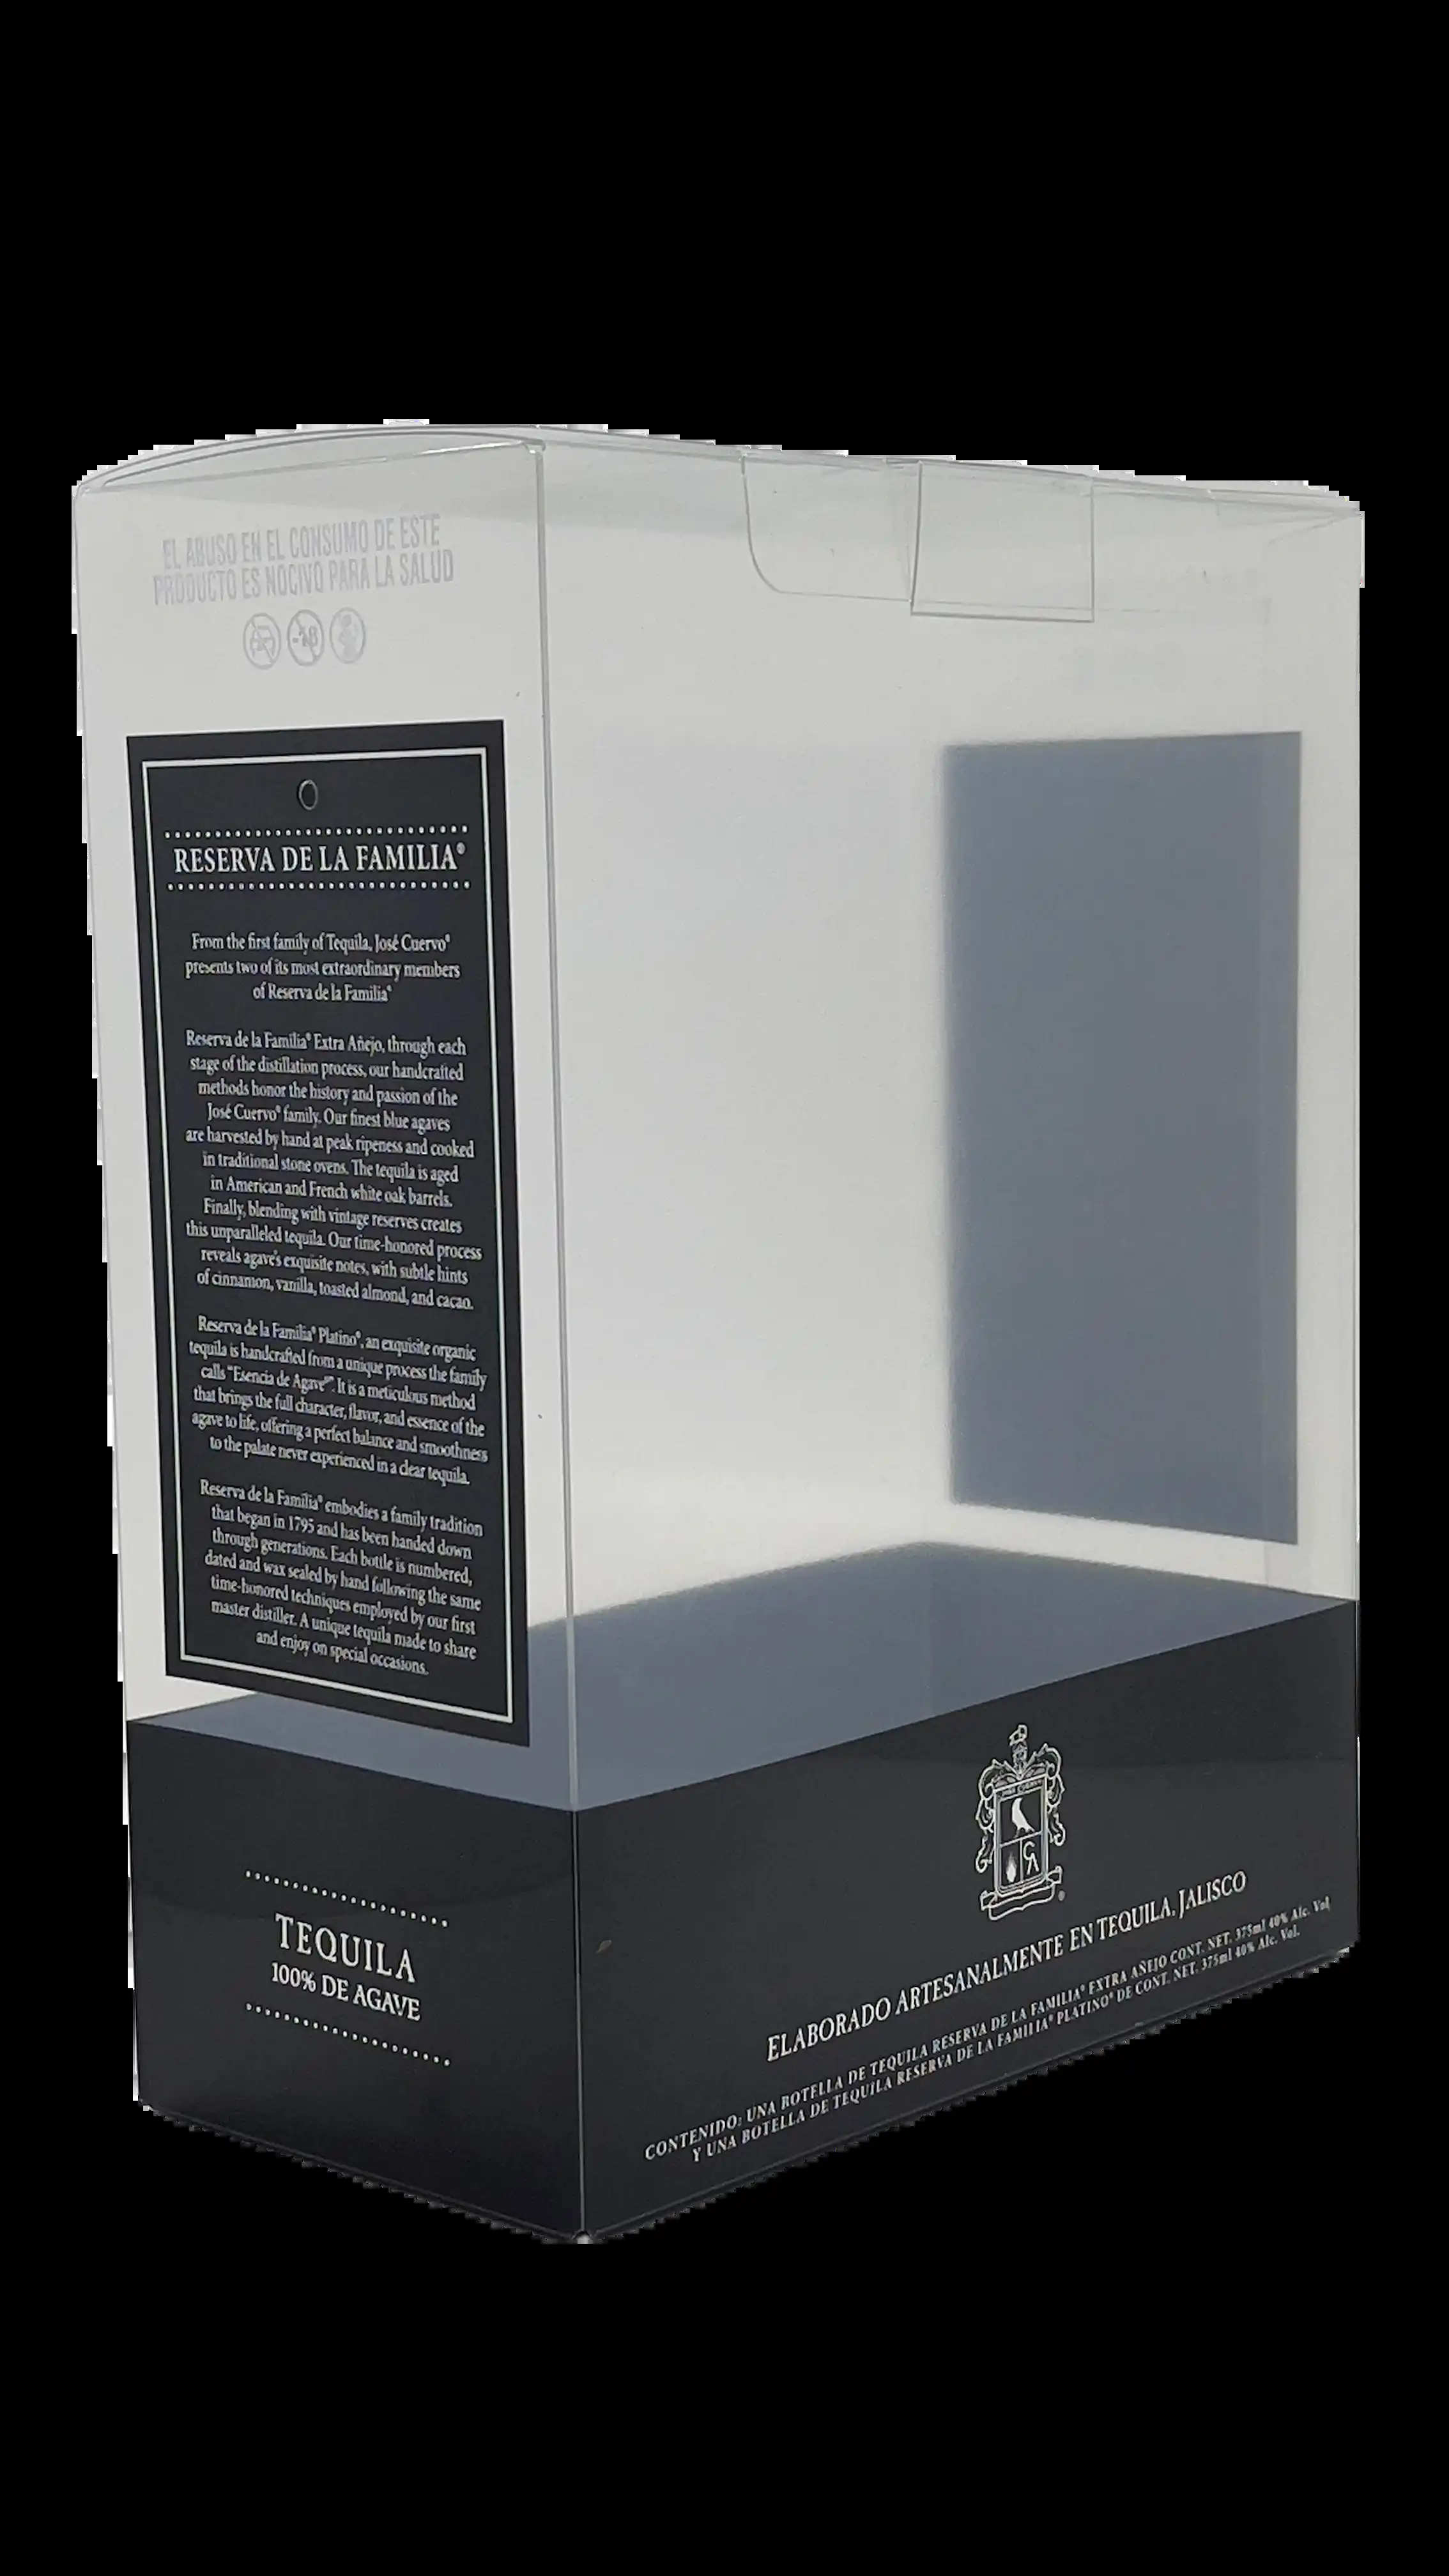 EL ABUSO EN EL CONSUMO DE ESTE
PRODUCTO ES NOCIVO PARA LA SALUD
-18
RESERVA DE LA FAMILIA®
From the first family of Tequila, José Cuervo®
presents two of its most extraordinary members
of Reserva de la Familia®
Reserva de la Familia® Extra Añejo, through each
stage of the distillation process, our handcrafted
methods honor the history and passion of the
José Cuervo® family. Our finest blue agaves
are harvested by hand at peak ripeness and cooked
in traditional stone ovens. The tequila is aged
in American and French white oak barrels.
Finally, blending with vintage reserves creates
this unparalleled tequila. Our time-honored process
reveals agave's exquisite notes, with subtle hints
of cinnamon, vanilla, toasted almond, and cacao.
Reserva de la Familia® Platino®, an exquisite organic
tequila is handcrafted from a unique process the family
calls "Esencia de Agave®". It is a meticulous method
that brings the full character, flavor, and essence of the
agave to life, offering a perfect balance and smoothness
to the palate never experienced in a clear tequila.
Reserva de la Familia® embodies a family tradition
that began in 1795 and has been handed down
through generations. Each bottle is numbered,
dated and wax sealed by hand following the same
time-honored techniques employed by our first
master distiller. A unique tequila made to share
and enjoy on special occasions.
TEQUILA
100% DE AGAVE
ELABORADO ARTESANALMENTE EN TEQUILA, JALISCO
CONTENIDO: UNA BOTELLA DE TEQUILA RESERVA DE LA FAMILIA® EXTRA AÑEJO CONT. NET. 375ml 40% Alc. Vol
Y UNA BOTELLA DE TEQUILA RESERVA DE LA FAMILIA® PLATINO® DE CONT. NET. 375ml 40% Alc. Vol.